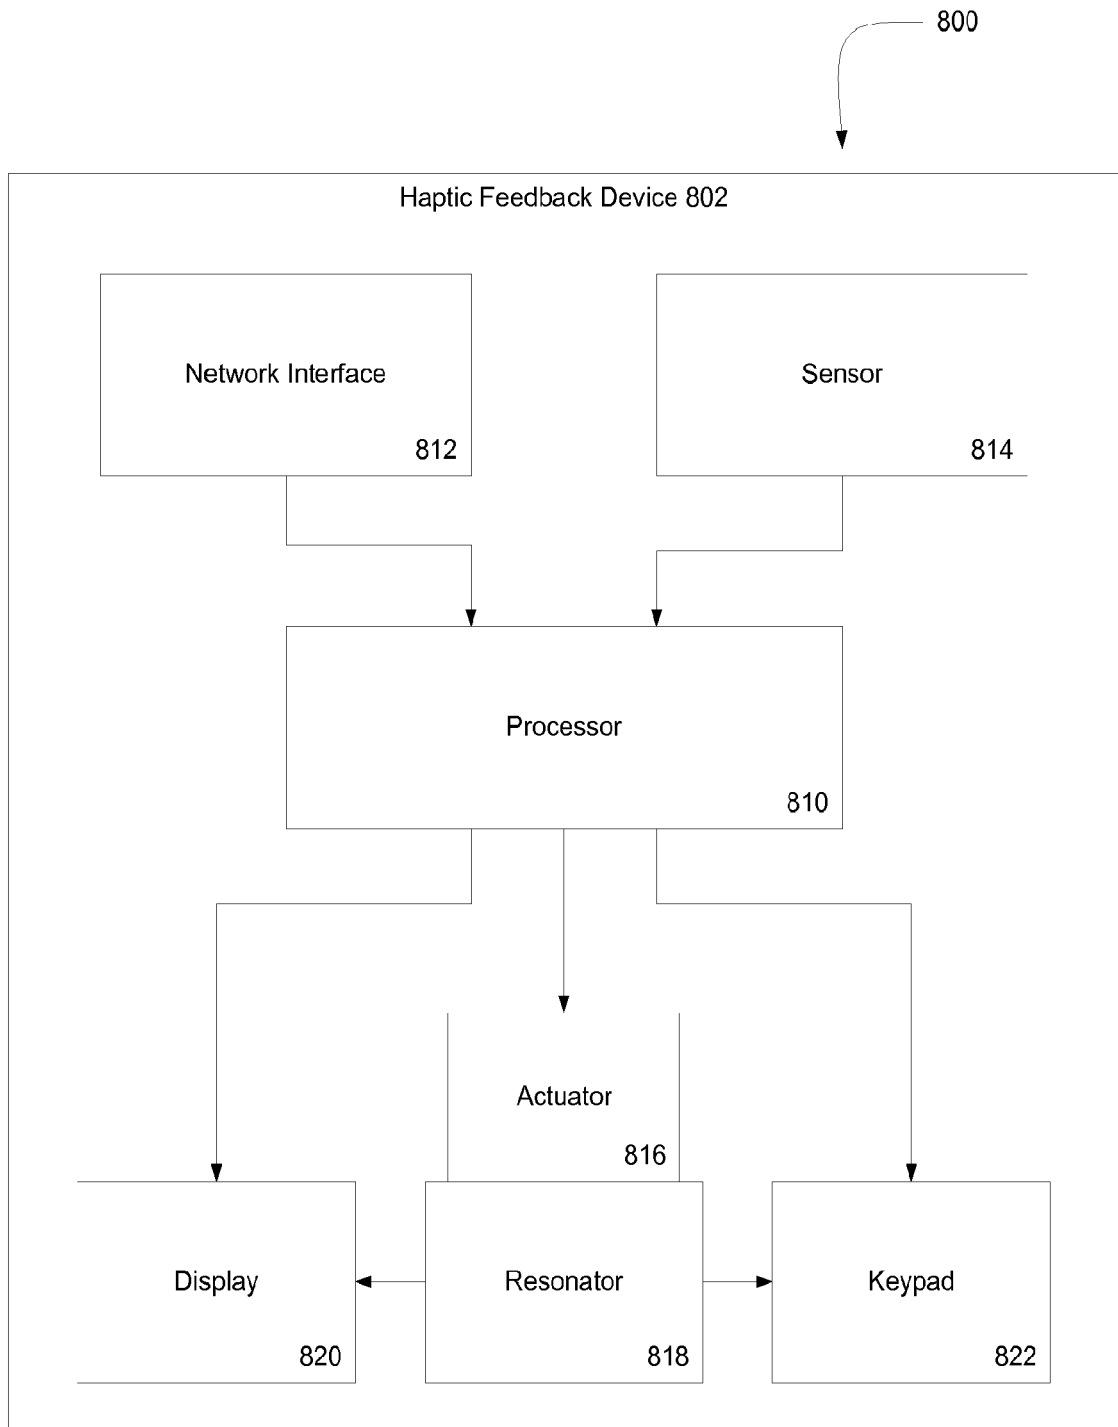 800
Haptic Feedback Device 802
Network Interface
812
Sensor
814
Processor
810
Actuator
816
Display
820
Resonator
818
Keypad
822